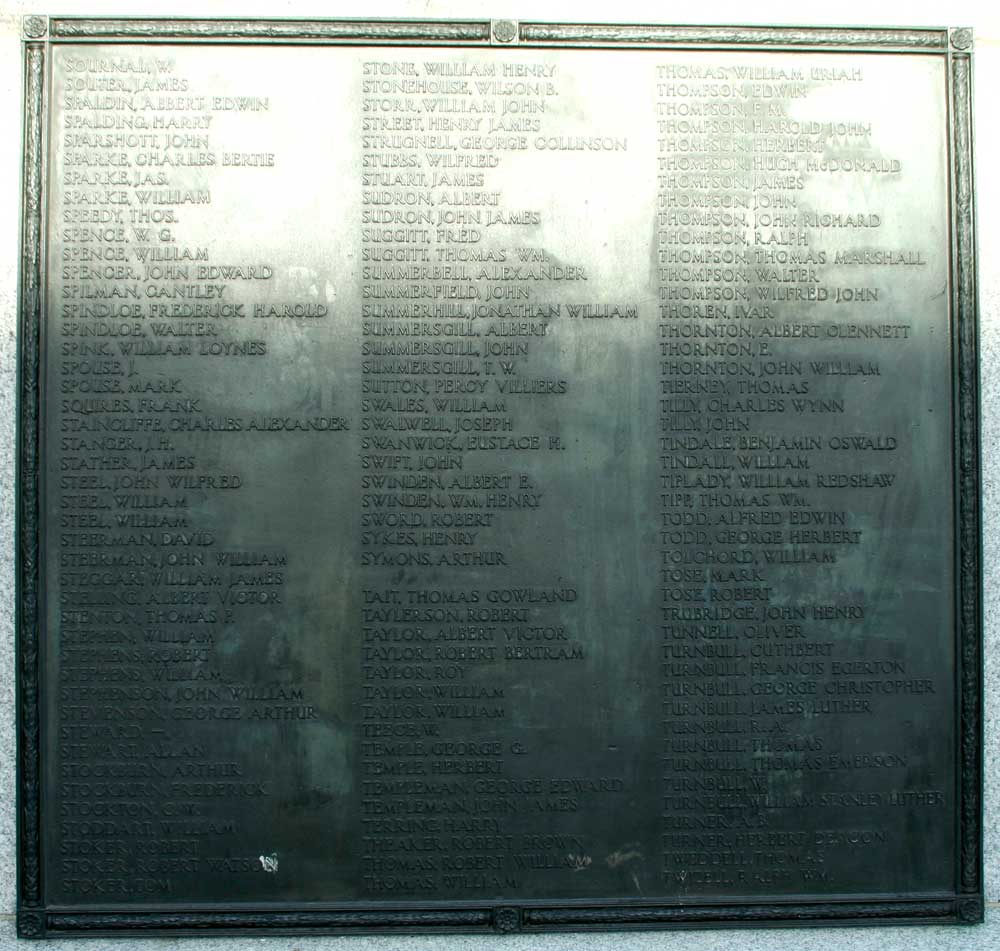 SOURNAL, W.
SOUTER, JAMES
SPALDIN, ALBERT EDWIN
SPALDING, HARRY
SPARSHOTT, JOHN
SPARKE, CHARLES BERTIE
SPARKE, JAS.
SPARKE, WILLIAM
SPEEDY, THOS.
SPENCE, W. G.
SPENCE, WILLIAM
SPENCER, JOHN EDWARD
SPILMAN, CANTLEY
SPINDLOE, FREDERICK HAROLD
SPINDLOE, WALTER
SPINK, WILLIAM LOYNES
SPOUSE, J.
SPOUSE, MARK
SQUIRES, FRANK
STAINCLIFFE, CHARLES ALEXANDER
STANGER, J.H.
STATHER, JAMES
STEEL, JOHN WILFRED
STEEL, WILLIAM
STEEL, WILLIAM
STEERMAN, DAVID
STEERMAN, JOHN WILLIAM
STEGGAR, WILLIAM JAMES
STELLING, ALBERT VICTOR
STENTON, THOMAS P.
STEPHEN, WILLIAM
STEPHENS, ROBERT
STEPHENS, WILLIAM
STEPHENSON, JOHN WILLIAM
STEVENSON, GEORGE ARTHUR
STEWARD, —
STEWART, ALLAN
STOCKBURN, ARTHUR
STOCKBURN, FREDERICK
STOCKTON, G.W.
STODDART, WILLIAM
STOKER, ROBERT
STOKER, ROBERT WATSON
STOKER, TOM
STONE, WILLIAM HENRY
STONEHOUSE, WILSON B.
STORR, WILLIAM JOHN
STREET, HENRY JAMES
STRUGNELL, GEORGE COLLINSON
STUBBS, WILFRED
STUART, JAMES
SUDRON, ALBERT
SUDRON, JOHN JAMES
SUGGITT, FRED
SUGGITT, THOMAS WM.
SUMMERBELL, ALEXANDER
SUMMERFIELD, JOHN
SUMMERHILL, JONATHAN WILLIAM
SUMMERSGILL, ALBERT
SUMMERSGILL, JOHN
SUMMERSGILL, T. W.
SUTTON, PERCY VILLIERS
SWALES, WILLIAM
SWALWELL, JOSEPH
SWANWICK, EUSTACE H.
SWIFT, JOHN
SWINDEN, ALBERT E.
SWINDEN, WM. HENRY
SWORD, ROBERT
SYKES, HENRY
SYMONS, ARTHUR
TAIT, THOMAS GOWLAND
TAYLERSON, ROBERT
TAYLOR, ALBERT VICTOR
TAYLOR, ROBERT BERTRAM
TAYLOR, ROY
TAYLOR, WILLIAM
TAYLOR, WILLIAM
TEECE, W.
TEMPLE, GEORGE G.
TEMPLE, HERBERT
TEMPLEMAN, GEORGE EDWARD
TEMPLEMAN, JOHN JAMES
TERRING, HARRY
THEAKER, ROBERT BROWN
THOMAS, ROBERT WILLIAM
THOMAS, WILLIAM
THOMAS, WILLIAM URIAH
THOMPSON, EDWIN
THOMPSON, F. M.
THOMPSON, HAROLD JOHN
THOMPSON, HERBERT
THOMPSON, HUGH, McDONALD
THOMPSON, JAMES
THOMPSON, JOHN
THOMPSON, JOHN RICHARD
THOMPSON, RALPH
THOMPSON, THOMAS MARSHALL
THOMPSON, WALTER
THOMPSON, WILFRED JOHN
THOREN, IVAR
THORNTON, ALBERT CLENNETT
THORNTON, E.
THORNTON, JOHN WILLIAM
TIERNEY, THOMAS
TILLY, CHARLES WYNN
TILLY, JOHN
TINDALE, BENJAMIN OSWALD
TINDALL, WILLIAM
TIPLADY, WILLIAM REDSHAW
TIPP, THOMAS WM.
TODD, ALFRED EDWIN
TODD, GEORGE HERBERT
TOLCHORD, WILLIAM
TOSE, MARK
TOSE, ROBERT
TRUBRIDGE, JOHN HENRY
TUNNELL, OLIVER
TURNBULL, CUTHBERT
TURNBULL, FRANCIS EGERTON
TURNBULL, GEORGE CHRISTOPHER
TURNBULL, JAMES LUTHER
TURNBULL, R. A.
TURNBULL, THOMAS
TURNBULL, THOMAS EMERSON
TURNBULL, W.
TURNBULL, WILLIAM STANLEY LUTHER
TURNER, A.B.
TURNER, HERBERT DEACON
TWEDDELL, THOMAS
TWIZELL, RALPH WM.